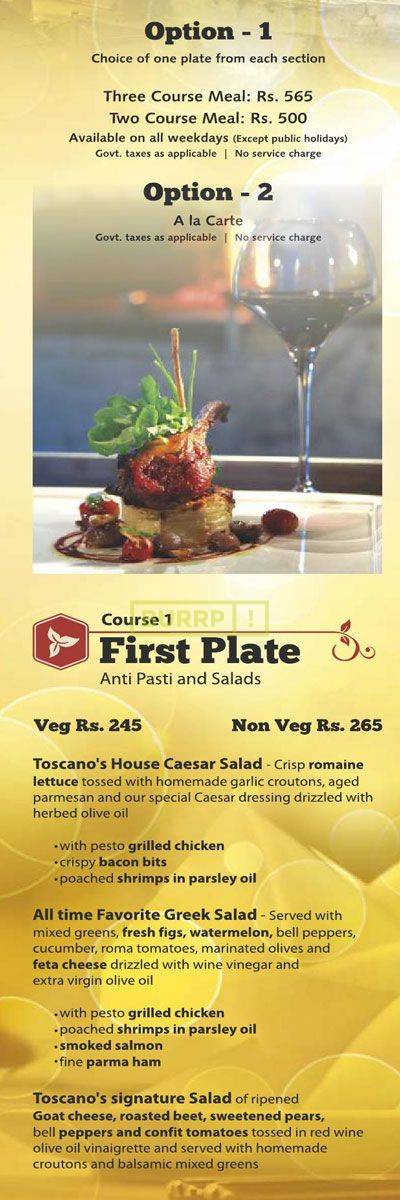 Option - 1
Choice of one plate from each section
Three Course Meal: Rs. 565
Two Course Meal: Rs. 500
Available on all weekdays (Except public holidays)
Govt. taxes as applicable | No service charge
Option - 2
A la Carte
Govt. taxes as applicable | No service charge
Course 1
BURRP!
First Plate
Anti Pasti and Salads
Veg Rs. 245 Non Veg Rs. 265
Toscano's House Caesar Salad - Crisp romaine
lettuce tossed with homemade garlic croutons, aged
parmesan and our special Caesar dressing drizzled with
herbed olive oil
•with pesto grilled chicken
•crispy bacon bits
•poached shrimps in parsley oil
All time Favorite Greek Salad - Served with
mixed greens, fresh figs, watermelon, bell peppers,
cucumber, roma tomatoes, marinated olives and
feta cheese drizzled with wine vinegar and
extra virgin olive oil
•with pesto grilled chicken
•poached shrimps in parsley oil
•smoked salmon
•fine parma ham
Toscano's signature Salad of ripened
Goat cheese, roasted beet, sweetened pears,
bell peppers and confit tomatoes tossed in red wine
olive oil vinaigrette and served with homemade
croutons and balsamic mixed greens